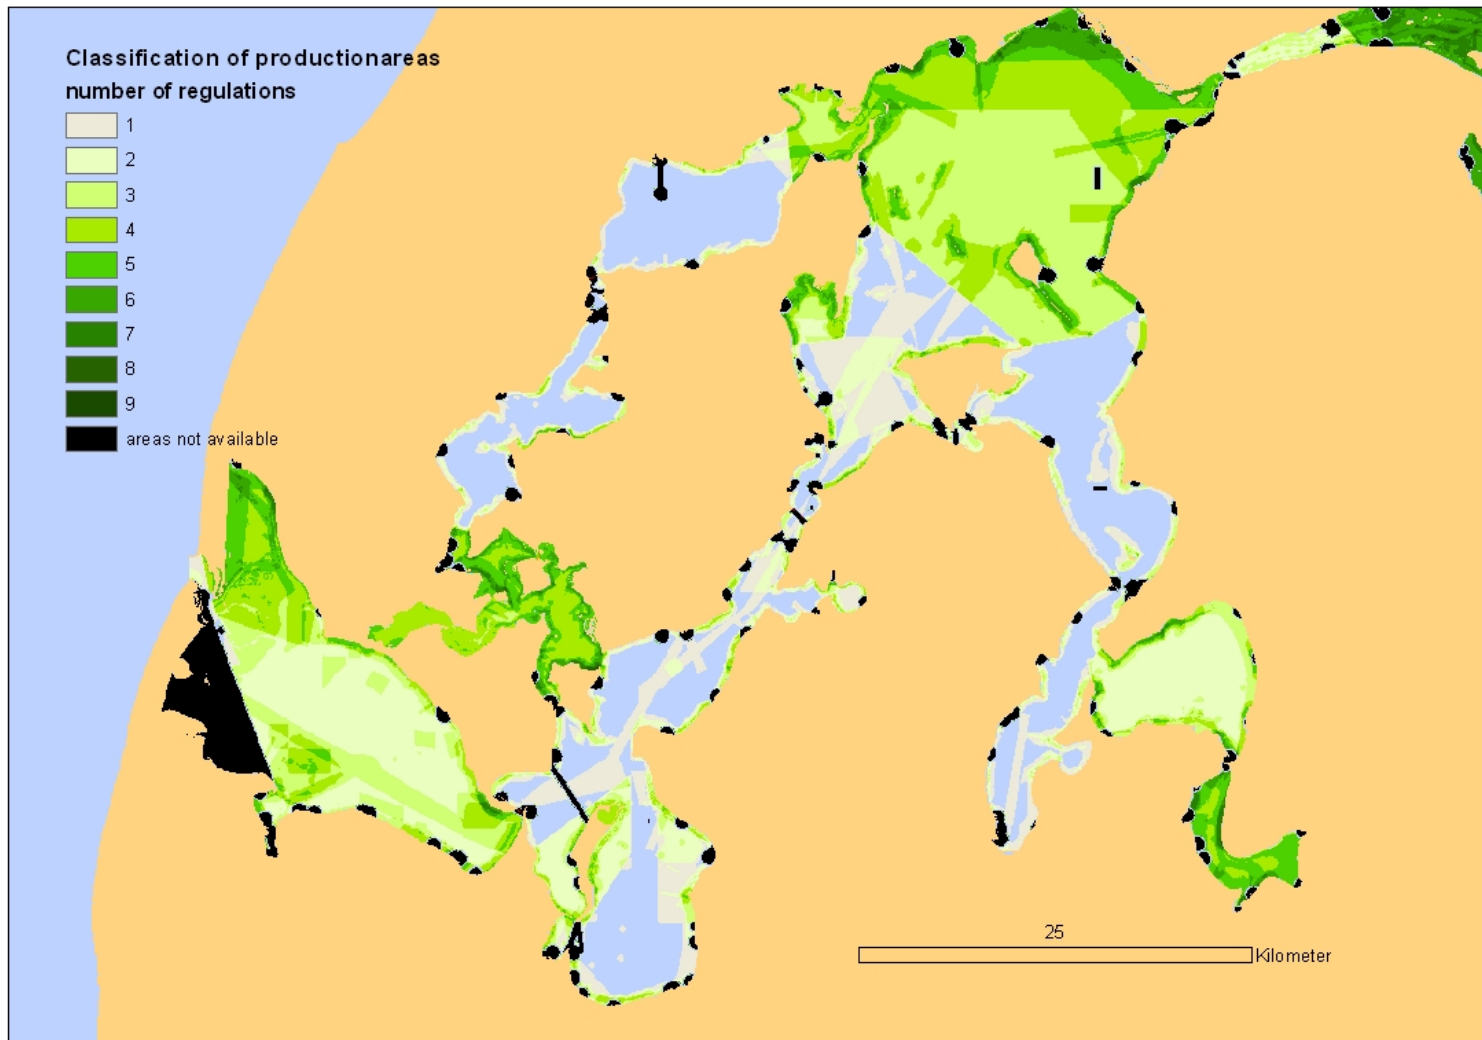 Classification of productionareas
number of regulations
1
2
3
4
5
6
7
8
9
areas not available
25
Kilometer